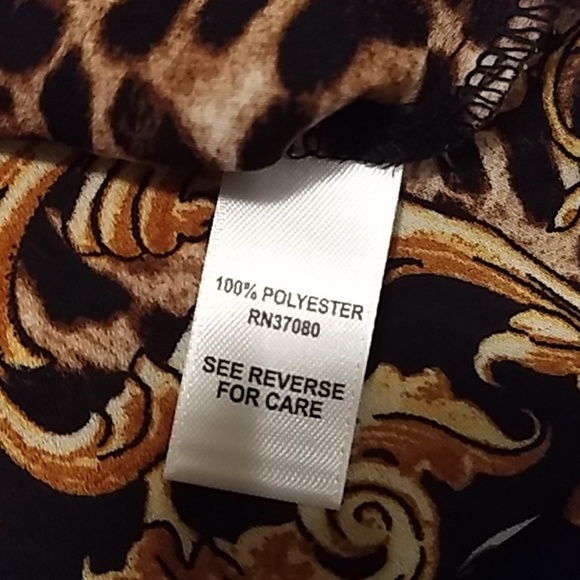 100% POLYESTER
RN37080
SEE REVERSE
FOR CARE